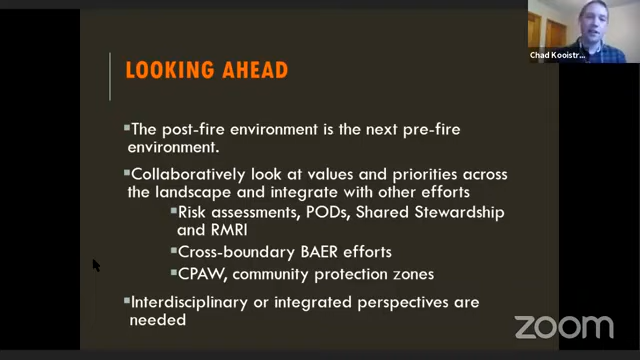 Chad Kooistr...
LOOKING AHEAD
▪The post-fire environment is the next pre-fire
environment.
▪Collaboratively look at values and priorities across
the landscape and integrate with other efforts
▪Risk assessments, PODs, Shared Stewardship
and RMRI
▪Cross-boundary BAER efforts
▪CPAW, community protection zones
▪Interdisciplinary or integrated perspectives are
needed
zoom